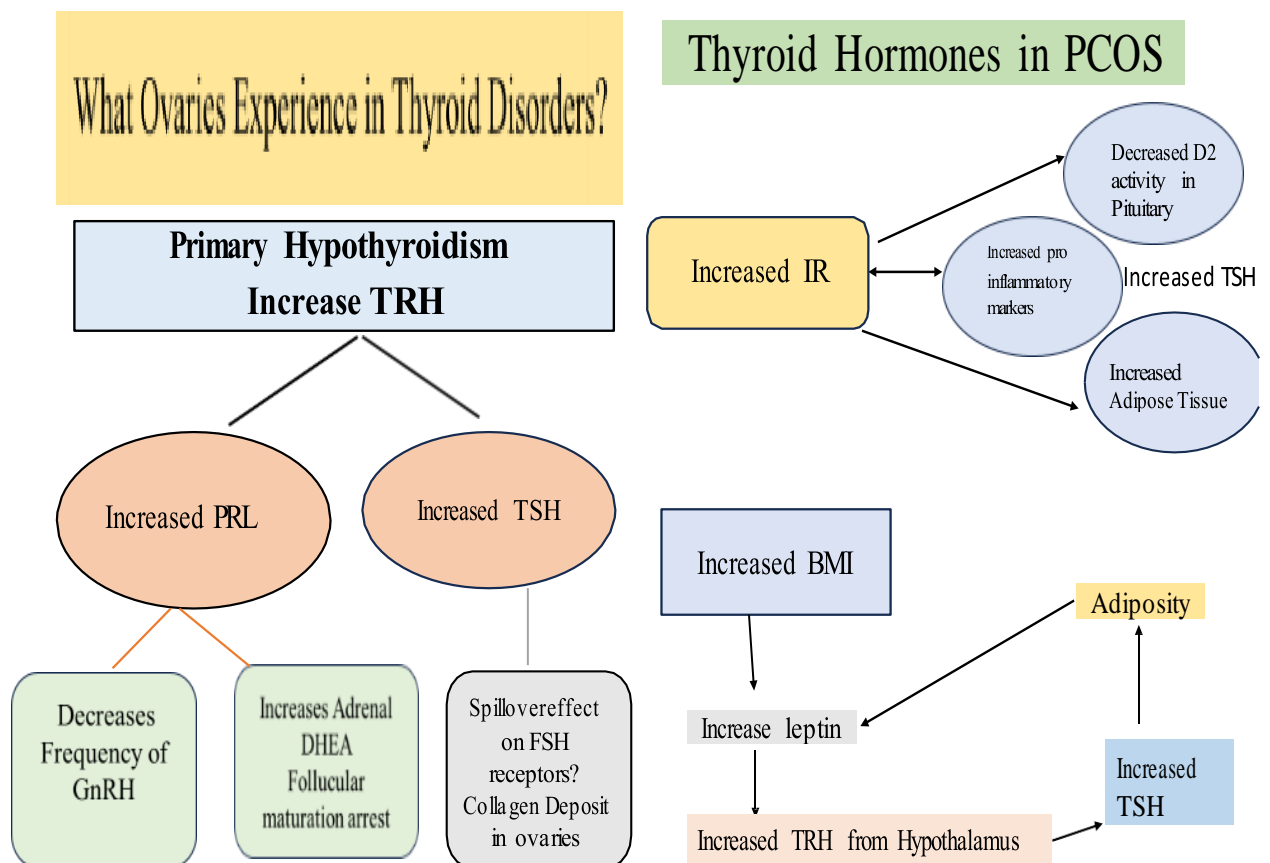 What Ovaries Experience in Thyroid Disorders?
Primary Hypothyroidism
Increase TRH
Increased PRL
Increased TSH
Decreases
Frequency of
GnRH
Increases Adrenal
DHEA
Follucular
maturation arrest
Spillovereffect
on FSH
receptors?
Collagen Deposit
in ovaries
Thyroid Hormones in PCOS
Increased IR
Decreased D2
activity in
Pituitary
Increased pro
inflammatory
markers
Increased TSH
Increased
Adipose Tissue
Increased BMI
Adiposity
Increase leptin
Increased
TSH
Increased TRH from Hypothalamus